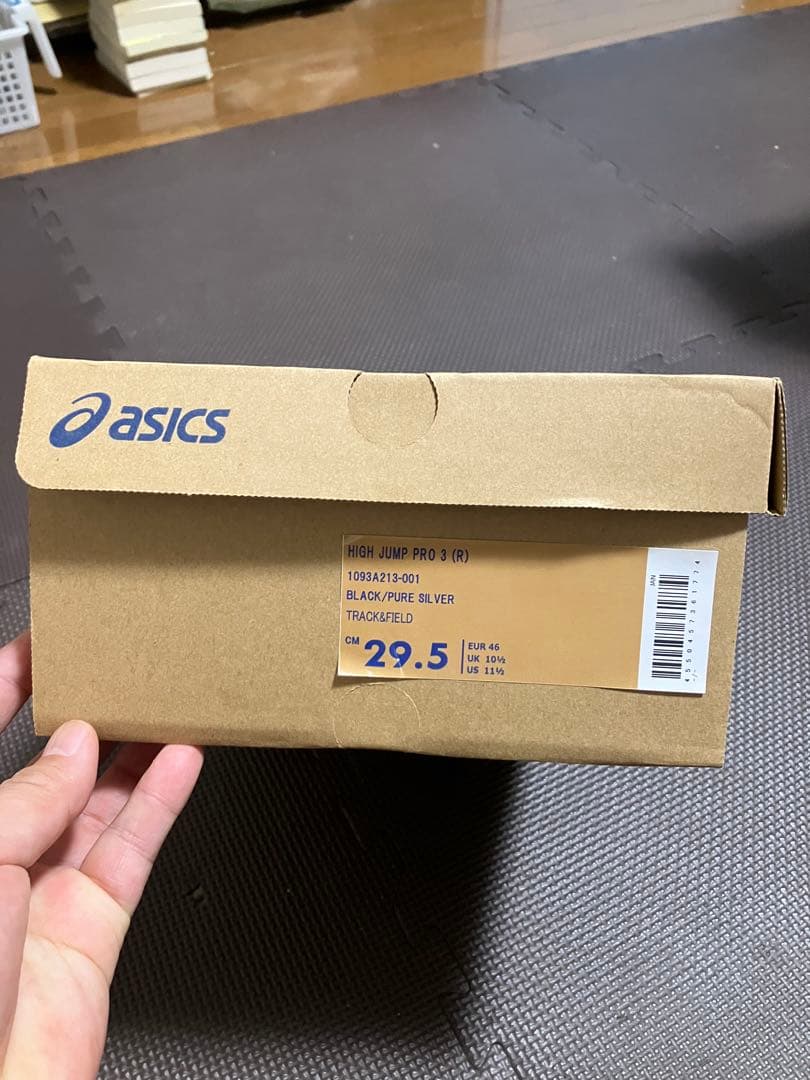 asics
HIGH JUMP PRO 3 (R)
1093A213-001
BLACK/PURE SILVER
TRACK&FIELD
CM 29.5
EUR 46
UK 10½
US 11½
JAN
4550457361774
-/-